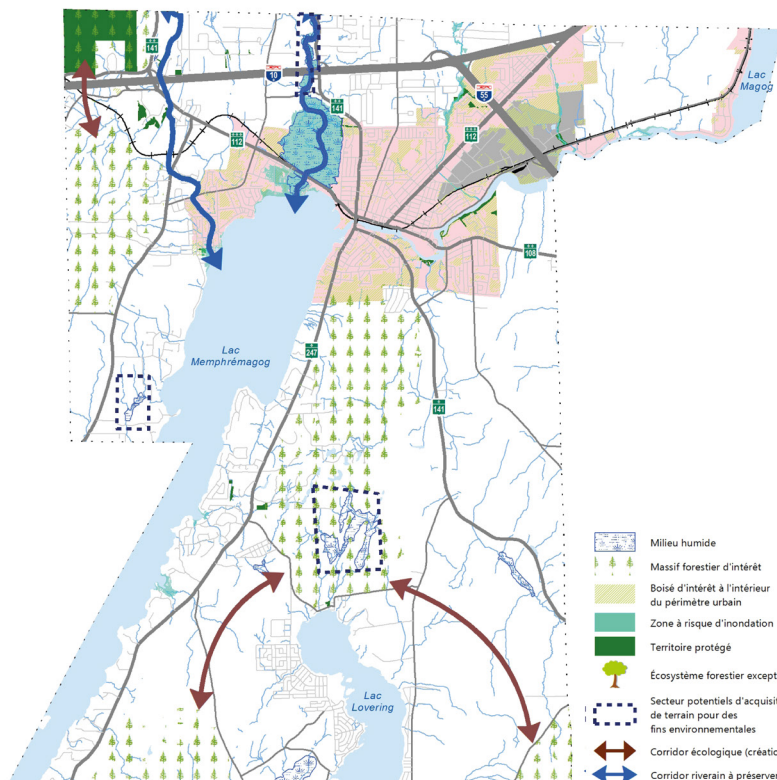 141
10
141
55
Lac
Magog
112
112
108
Lac
Memphrémagog
247
141
Lac
Lovering
Milieu humide
Massif forestier d'intérêt
Boisé d'intérêt à l'intérieur
du périmètre urbain
Zone à risque d'inondation
Territoire protégé
Écosystème forestier except
Secteur potentiels d'acquisit
de terrain pour des
fins environnementales
Corridor écologique (créatio
Corridor riverain à préserver